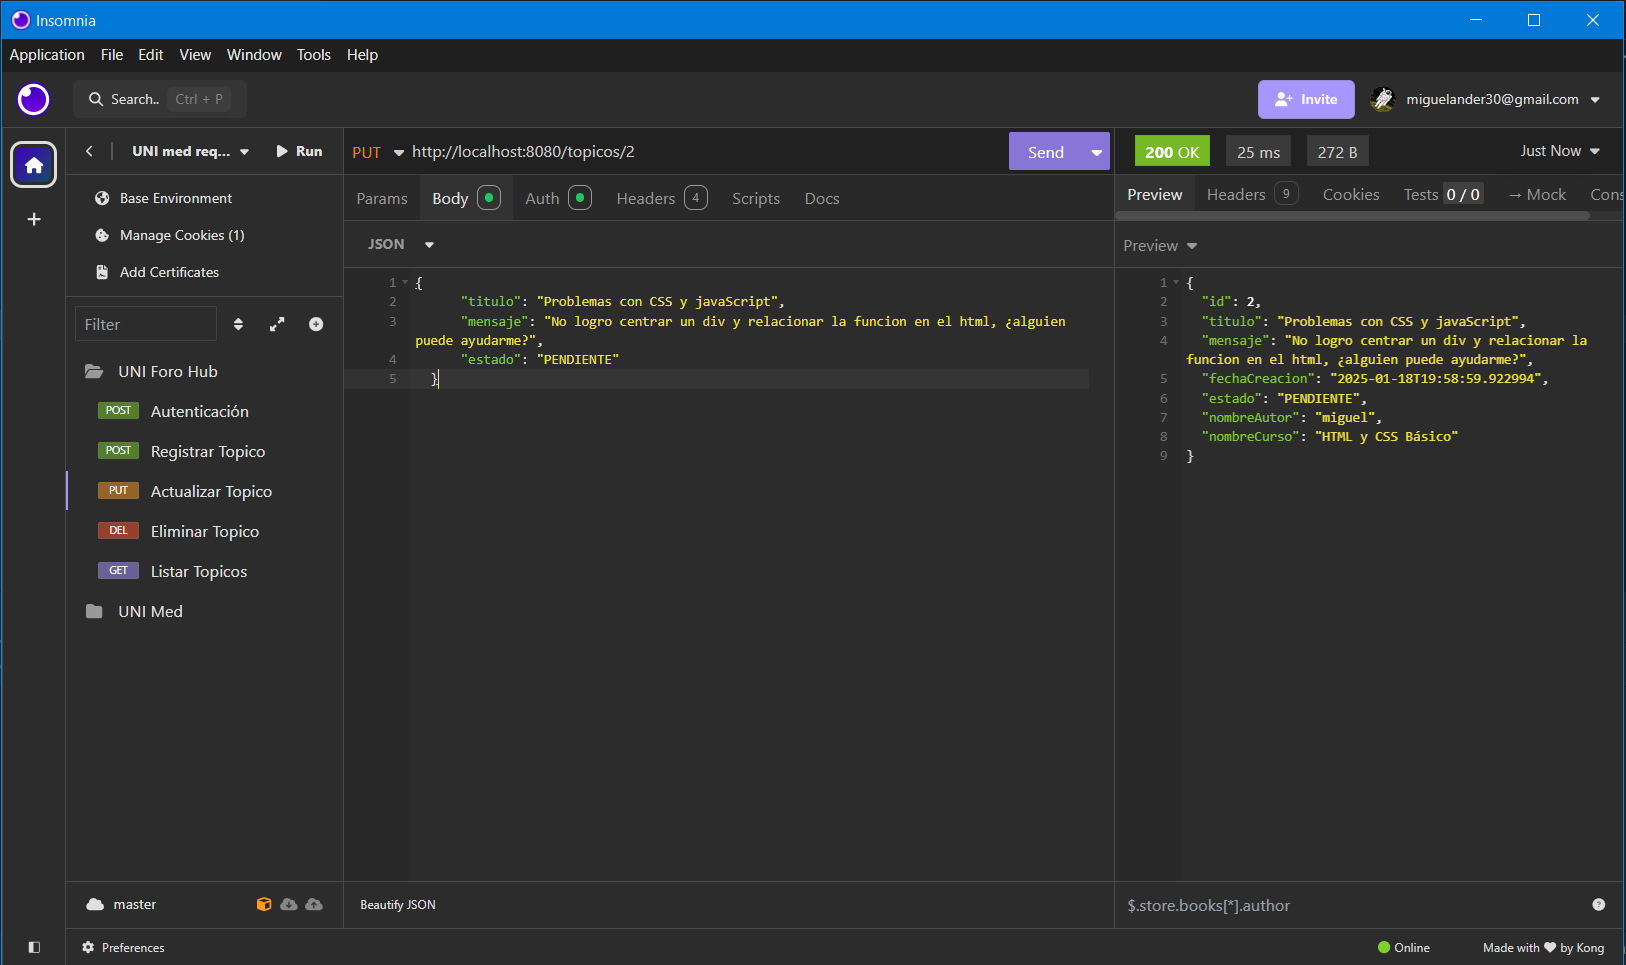 Insomnia
Application File Edit View Window Tools Help
Search.. Ctrl + P
Invite
miguelander30@gmail.com
UNI med req... Run
PUT http://localhost:8080/topicos/2 Send
200 OK 25 ms 272 B Just Now
Base Environment
Manage Cookies (1)
Add Certificates
Filter
UNI Foro Hub
POST Autenticación
POST Registrar Topico
PUT Actualizar Topico
DEL Eliminar Topico
GET Listar Topicos
UNI Med
Params Body Auth Headers 4 Scripts Docs
JSON
1 {
2 "titulo": "Problemas con CSS y javaScript",
3 "mensaje": "No logro centrar un div y relacionar la funcion en el html, ¿alguien
puede ayudarme?",
4 "estado": "PENDIENTE"
5 }
Preview Headers 9 Cookies Tests 0 / 0 → Mock Cons
Preview
1 {
2 "id": 2,
3 "titulo": "Problemas con CSS y javaScript",
4 "mensaje": "No logro centrar un div y relacionar la
funcion en el html, ¿alguien puede ayudarme?",
5 "fechaCreacion": "2025-01-18T19:58:59.922994",
6 "estado": "PENDIENTE",
7 "nombreAutor": "miguel",
8 "nombreCurso": "HTML y CSS Básico"
9 }
master
Beautify JSON
$.store.books[*].author
Preferences
Online
Made with ❤ by Kong